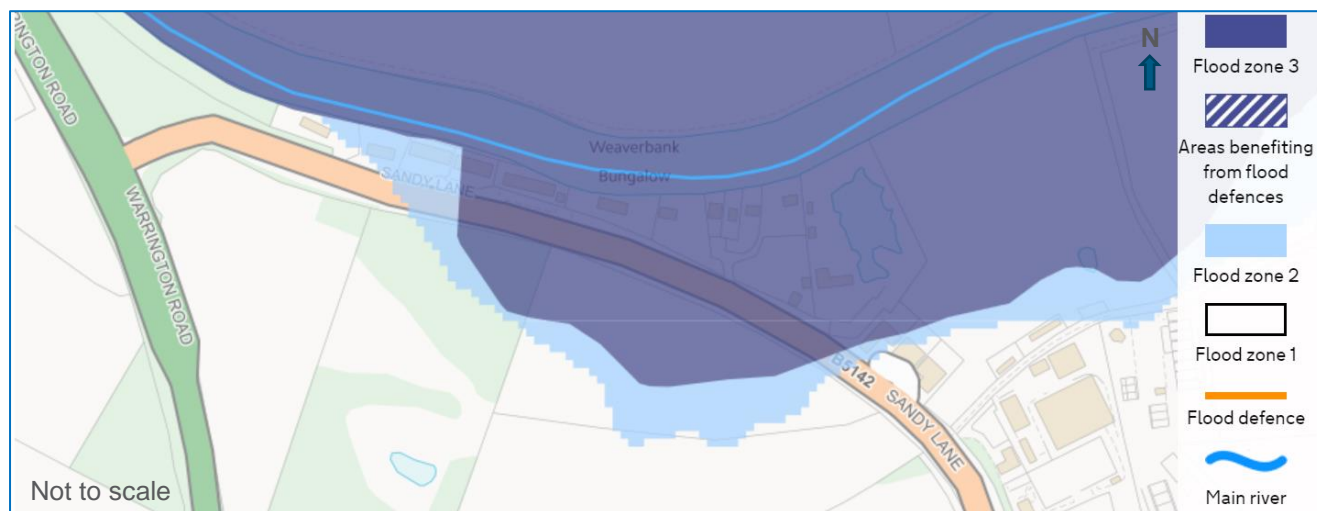 RRINGTON ROAD
WARRINGTON ROAD
SANDY LANE
Weaverbank
Bungalow
B5142
SANDY LANE
Not to scale
N
Flood zone 3
Areas benefiting
from flood
defences
Flood zone 2
Flood zone 1
Flood defence
Main river